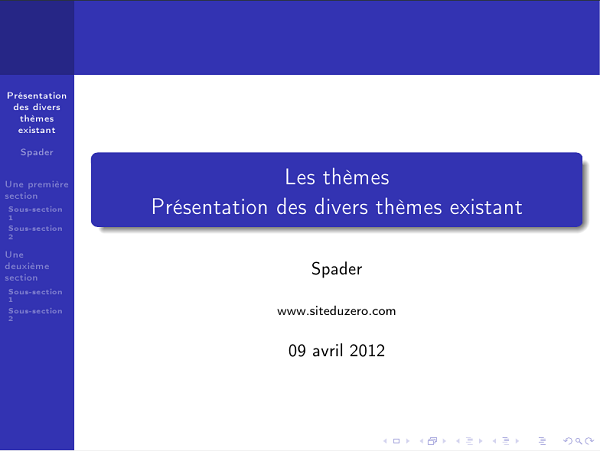 Présentation
des divers
thèmes
existant
Spader
Une première
section
Sous-section
1
Sous-section
2
Une
deuxième
section
Sous-section
1
Sous-section
2
Les thèmes
Présentation des divers thèmes existant
Spader
www.siteduzero.com
09 avril 2012